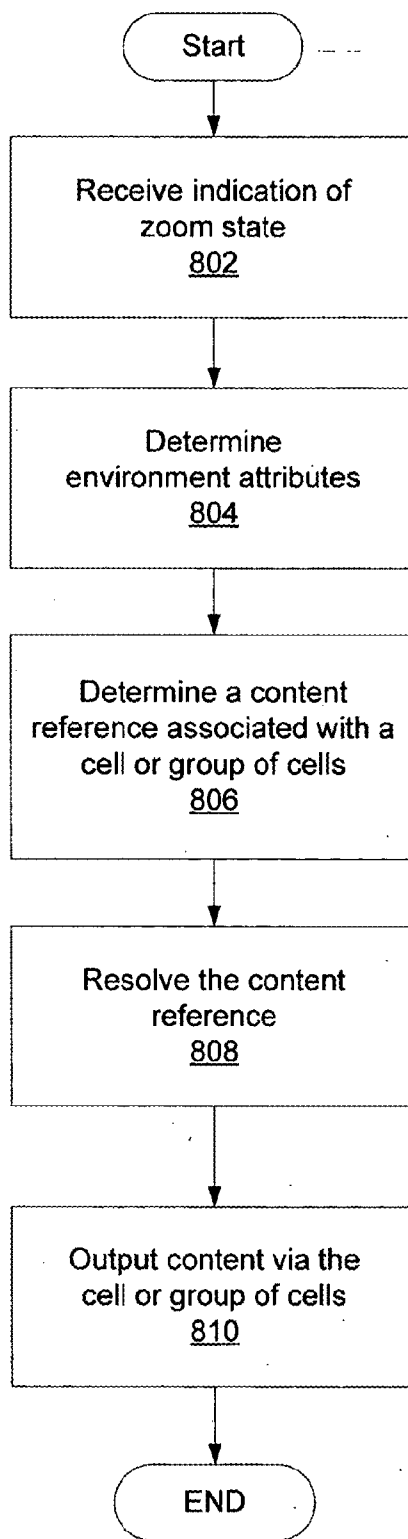 Start
Receive indication of
zoom state
802
Determine
environment attributes
804
Determine a content
reference associated with a
cell or group of cells
806
Resolve the content
reference
808
Output content via the
cell or group of cells
810
END